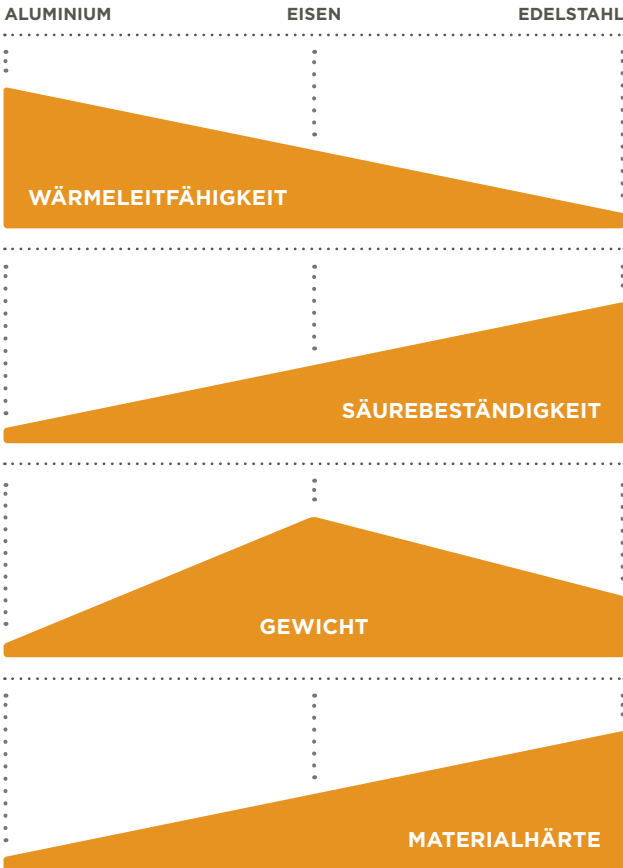 ALUMINIUM EISEN EDELSTAHL
WÄRMELEITFÄHIGKEIT
SÄUREBESTÄNDIGKEIT
GEWICHT
MATERIALHÄRTE